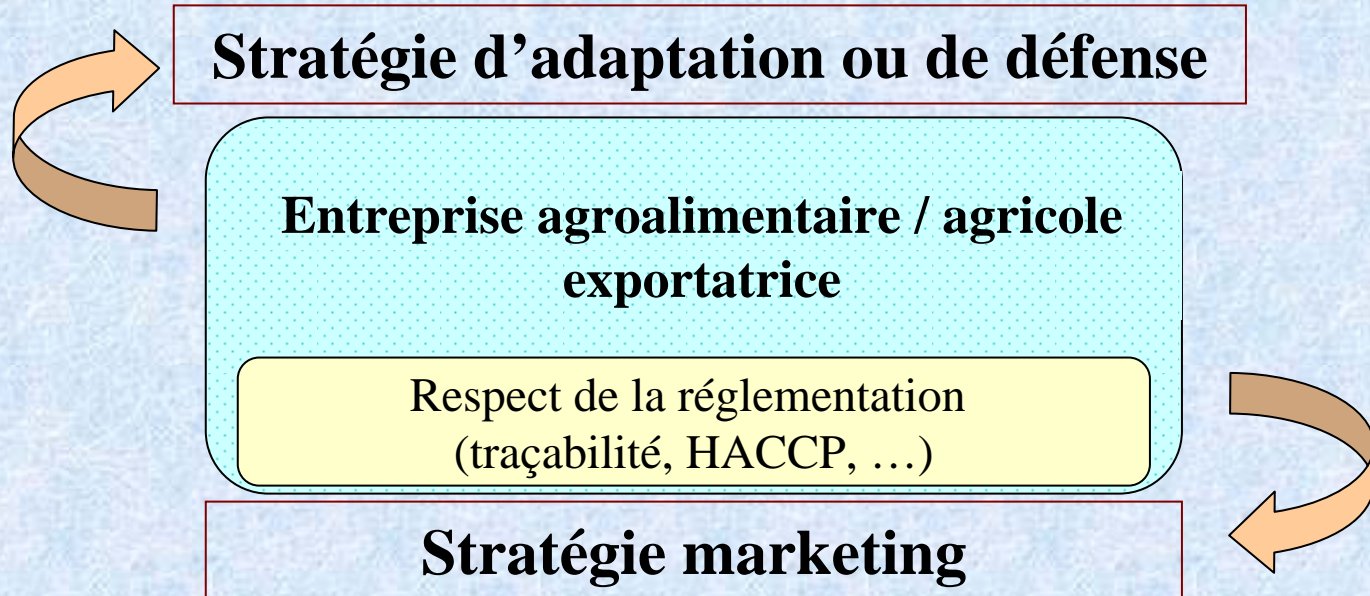 Stratégie d’adaptation ou de défense
Entreprise agroalimentaire / agricole
exportatrice
Respect de la réglementation
(traçabilité, HACCP, …)
Stratégie marketing